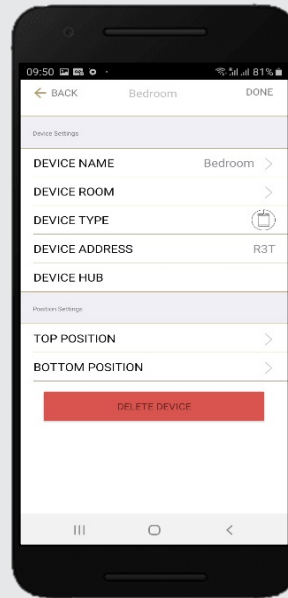 09:50 81%
BACK Bedroom DONE
Device Settings
DEVICE NAME Bedroom
DEVICE ROOM
DEVICE TYPE
DEVICE ADDRESS R3T
DEVICE HUB
Position Settings
TOP POSITION
BOTTOM POSITION
DELETE DEVICE